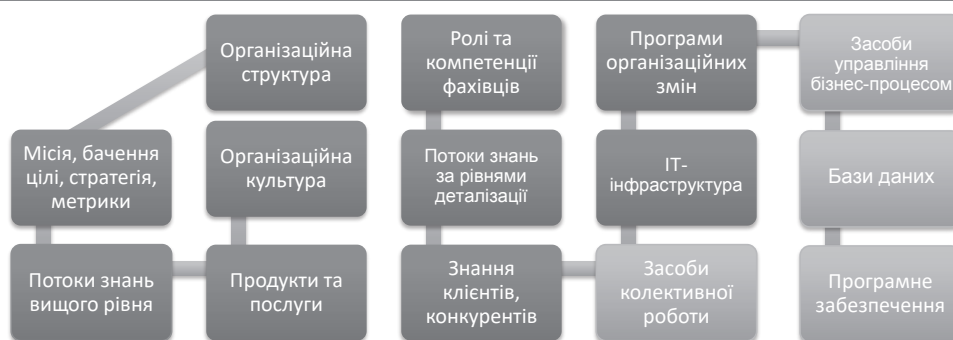 Організаційна
структура
Місія, бачення
цілі, стратегія,
метрики
Організаційна
культура
Потоки знань
вищого рівня
Продукти та
послуги
Ролі та
компетенції
фахівців
Потоки знань
за рівнями
деталізації
Знання
клієнтів,
конкурентів
Програми
організаційних
змін
ІТ-
інфраструктура
Засоби
колективної
роботи
Засоби
управління
бізнес-процесом
Бази даних
Програмне
забезпечення